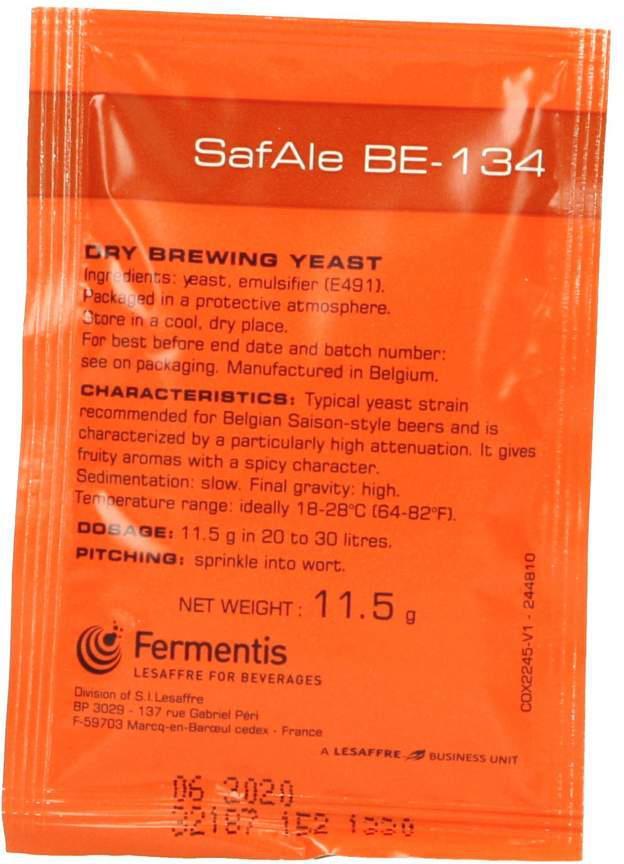 SafAle BE-134
DRY BREWING YEAST
Ingredients: yeast, emulsifier (E491).
Packaged in a protective atmosphere.
Store in a cool, dry place.
For best before end date and batch number:
see on packaging. Manufactured in Belgium.
CHARACTERISTICS: Typical yeast strain
recommended for Belgian Saison-style beers and is
characterized by a particularly high attenuation. It gives
fruity aromas with a spicy character.
Sedimentation: slow. Final gravity: high.
Temperature range: ideally 18-28°C (64-82°F).
DOSAGE: 11.5 g in 20 to 30 litres.
PITCHING: sprinkle into wort.
NET WEIGHT : 11.5 g
Fermentis
LESAFFRE FOR BEVERAGES
Division of S.I.Lesaffre
BP 3029 - 137 rue Gabriel Péri
F-59703 Marcq-en-Barœul cedex - France
A LESAFFRE BUSINESS UNIT
COX2245-V1 - 244810
06 2020